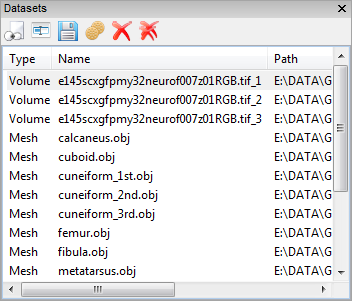 Datasets
Type Name Path
Volume e145scxgfpmy32neurof007z01RGB.tif_1 E:\DATA\G
Volume e145scxgfpmy32neurof007z01RGB.tif_2 E:\DATA\G
Volume e145scxgfpmy32neurof007z01RGB.tif_3 E:\DATA\G
Mesh calcaneus.obj E:\DATA\G
Mesh cuboid.obj E:\DATA\G
Mesh cuneiform_1st.obj E:\DATA\G
Mesh cuneiform_2nd.obj E:\DATA\G
Mesh cuneiform_3rd.obj E:\DATA\G
Mesh femur.obj E:\DATA\G
Mesh fibula.obj E:\DATA\G
Mesh metatarsus.obj E:\DATA\G